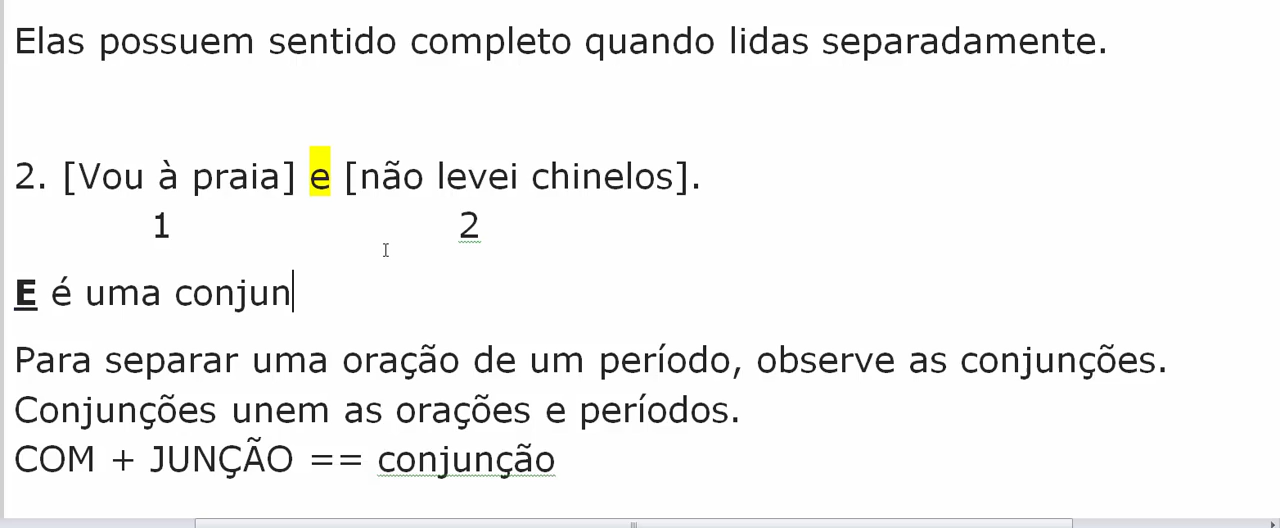 Elas possuem sentido completo quando lidas separadamente.
2. [Vou à praia] e [não levei chinelos].
1 2
E é uma conjun
Para separar uma oração de um período, observe as conjunções.
Conjunções unem as orações e períodos.
COM + JUNÇÃO == conjunção